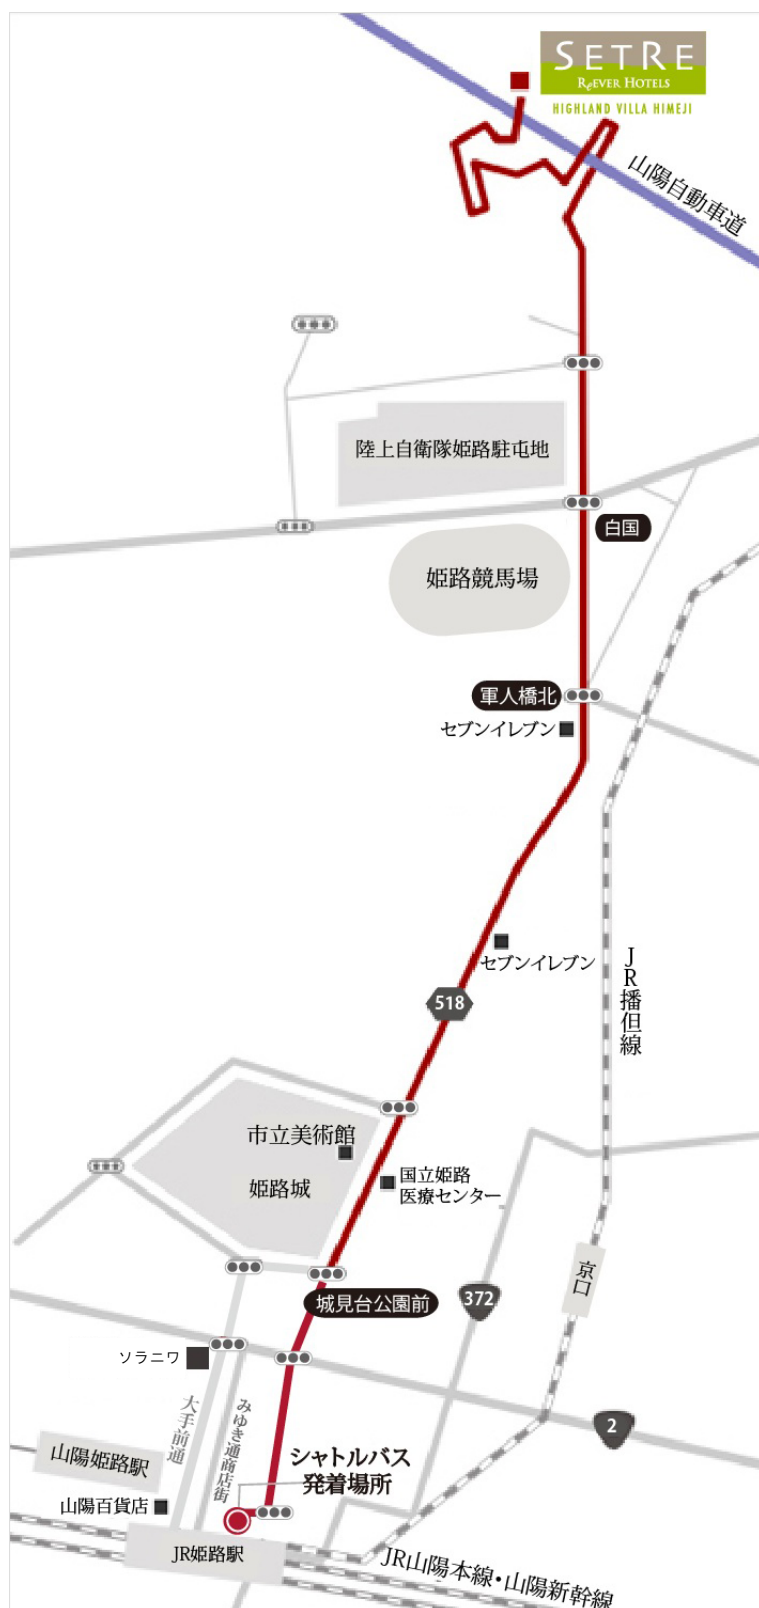 SETRE
REEVER HOTELS
HIGHLAND VILLA HIMEJI
山陽自動車道
陸上自衛隊姫路駐屯地
白国
姫路競馬場
軍人橋北
セブンイレブン
セブンイレブン
JR播但線
518
市立美術館
姫路城
国立姫路
医療センター
京口
372
城見台公園前
ソラニワ
2
大手前通
みゆき通商店街
シャトルバス
発着場所
山陽姫路駅
山陽百貨店
JR姫路駅
JR山陽本線・山陽新幹線